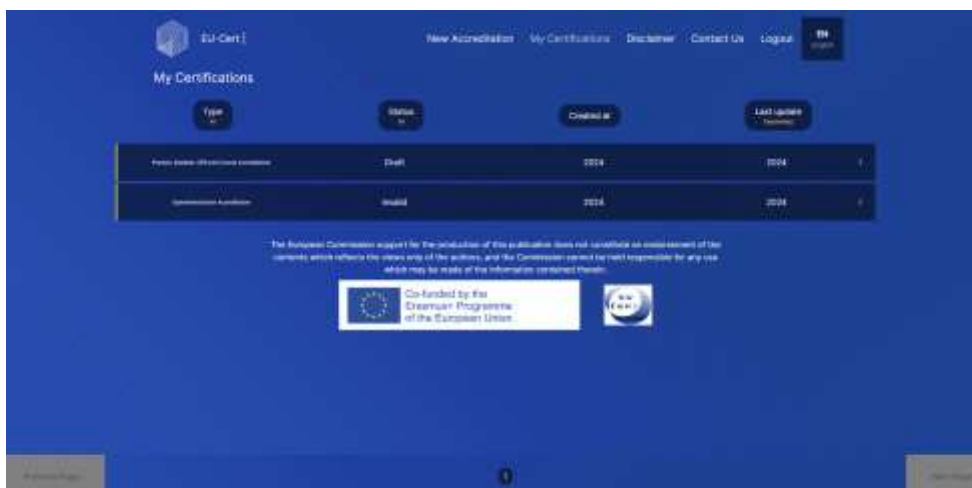 EU-Cert |
New Accreditation My Certifications Disclaimer Contact Us Logout EN
English
My Certifications
Type
All
Status
All
Created at
Last update
Draft 2024 2024
Invalid 2024 2024
The European Commission support for the production of this publication does not constitute an endorsement of the
contents which reflects the views only of the authors, and the Commission cannot be held responsible for any use
which may be made of the information contained therein.
Co-funded by the
Erasmus+ Programme
of the European Union
1